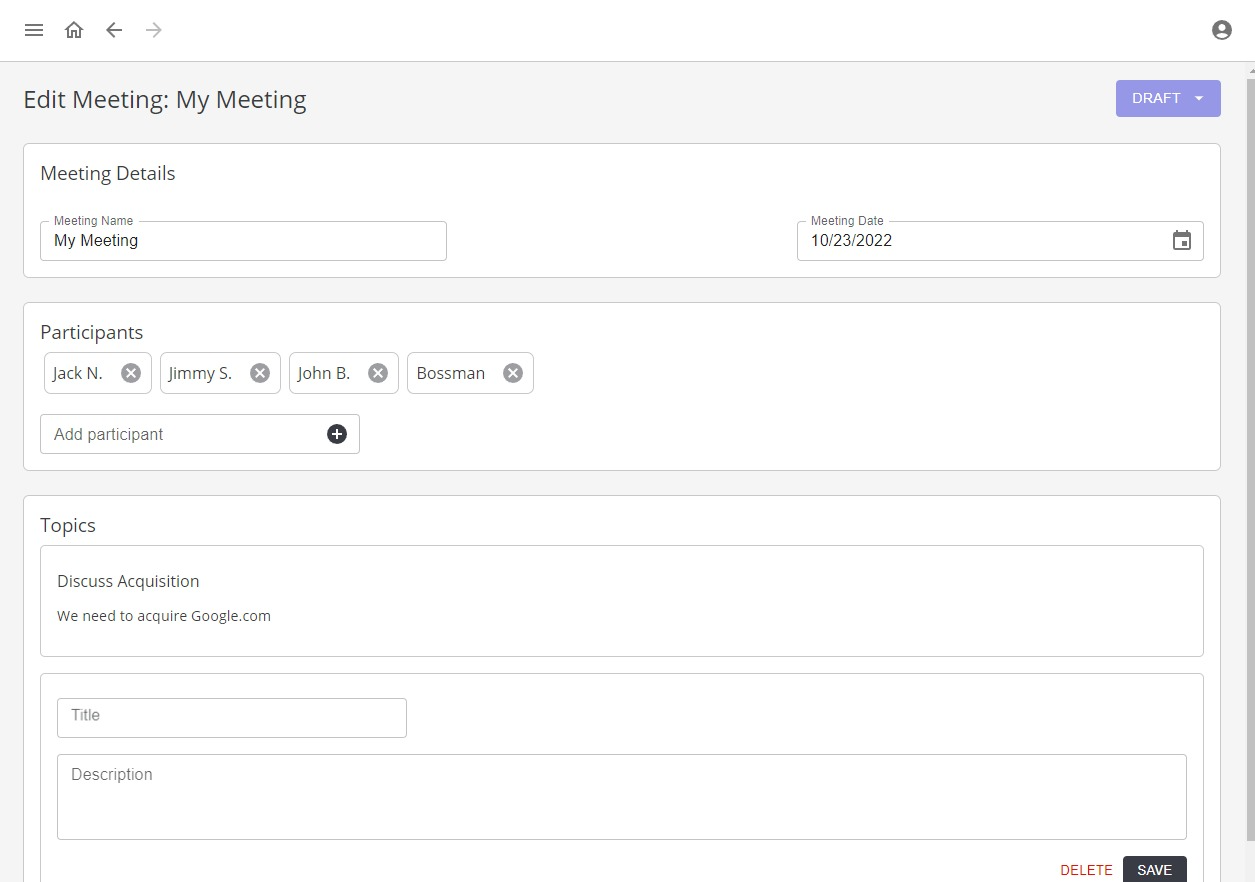 Edit Meeting: My Meeting
DRAFT
Meeting Details
Meeting Name
My Meeting
Meeting Date
10/23/2022
Participants
Jack N.
Jimmy S.
John B.
Bossman
Add participant
Topics
Discuss Acquisition
We need to acquire Google.com
Title
Description
DELETE
SAVE